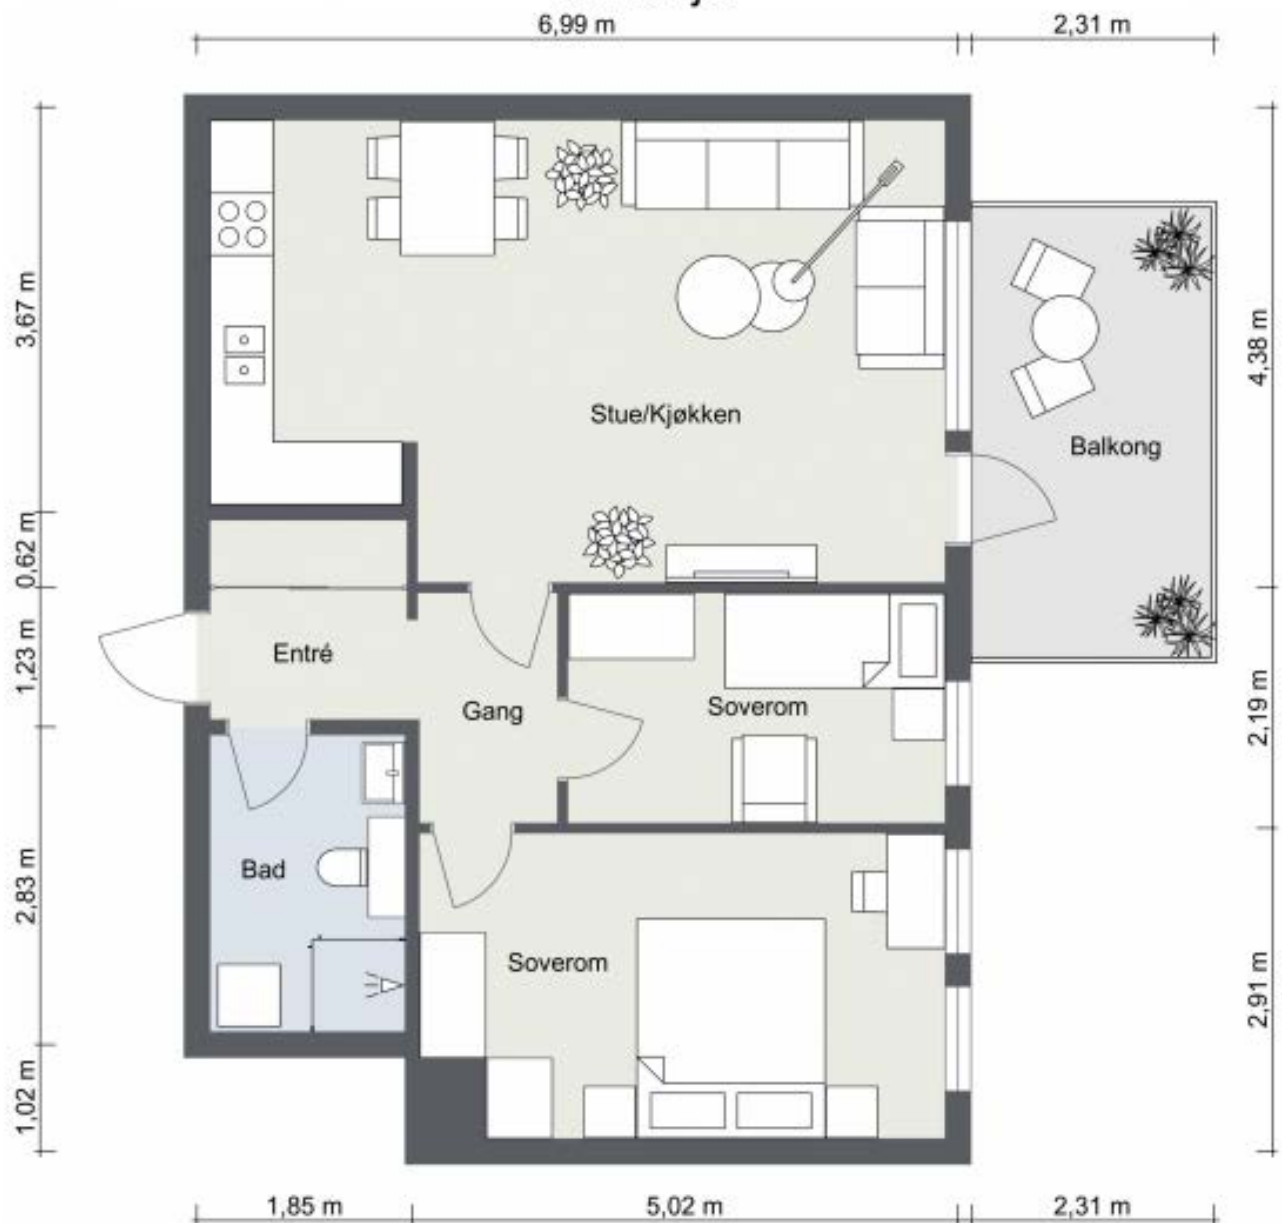 6,99 m
2,31 m
3,67 m
4,38 m
Stue/Kjøkken
Balkong
0,62 m
1,23 m
Entré
Gang
Soverom
2,19 m
Bad
2,83 m
Soverom
2,91 m
1,02 m
1,85 m
5,02 m
2,31 m